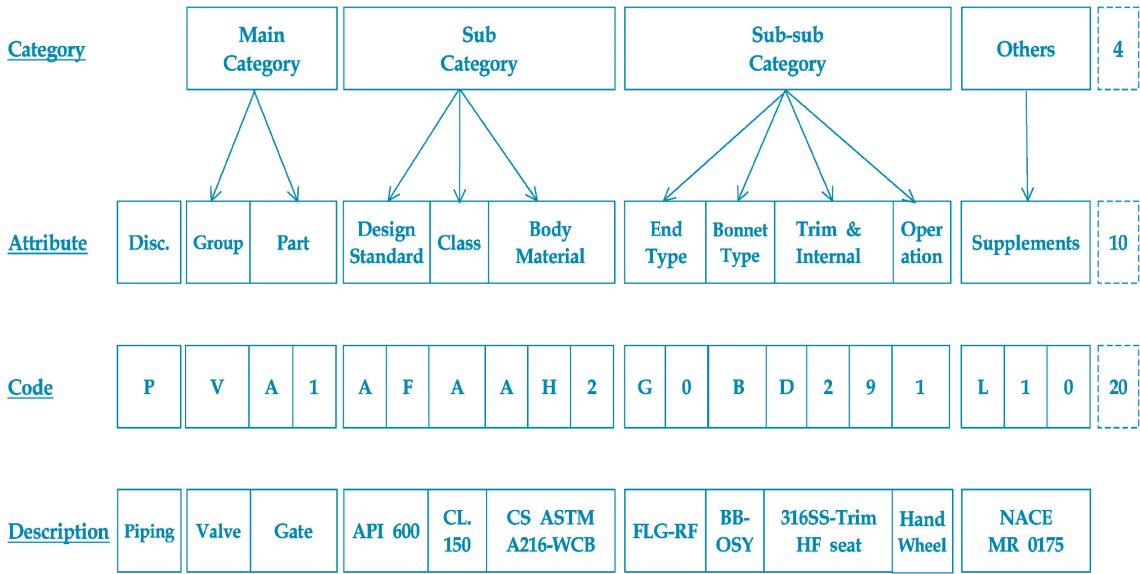 Category
Main
Category
Sub
Category
Sub-sub
Category
Others
4
Attribute
Disc.
Group
Part
Design
Standard
Class
Body
Material
End
Type
Bonnet
Type
Trim &
Internal
Oper
ation
Supplements
10
Code
P
V
A
1
A
F
A
A
H
2
G
0
B
D
2
9
1
L
1
0
20
Description
Piping
Valve
Gate
API 600
CL.
150
CS ASTM
A216-WCB
FLG-RF
BB-
OSY
316SS-Trim
HF seat
Hand
Wheel
NACE
MR 0175